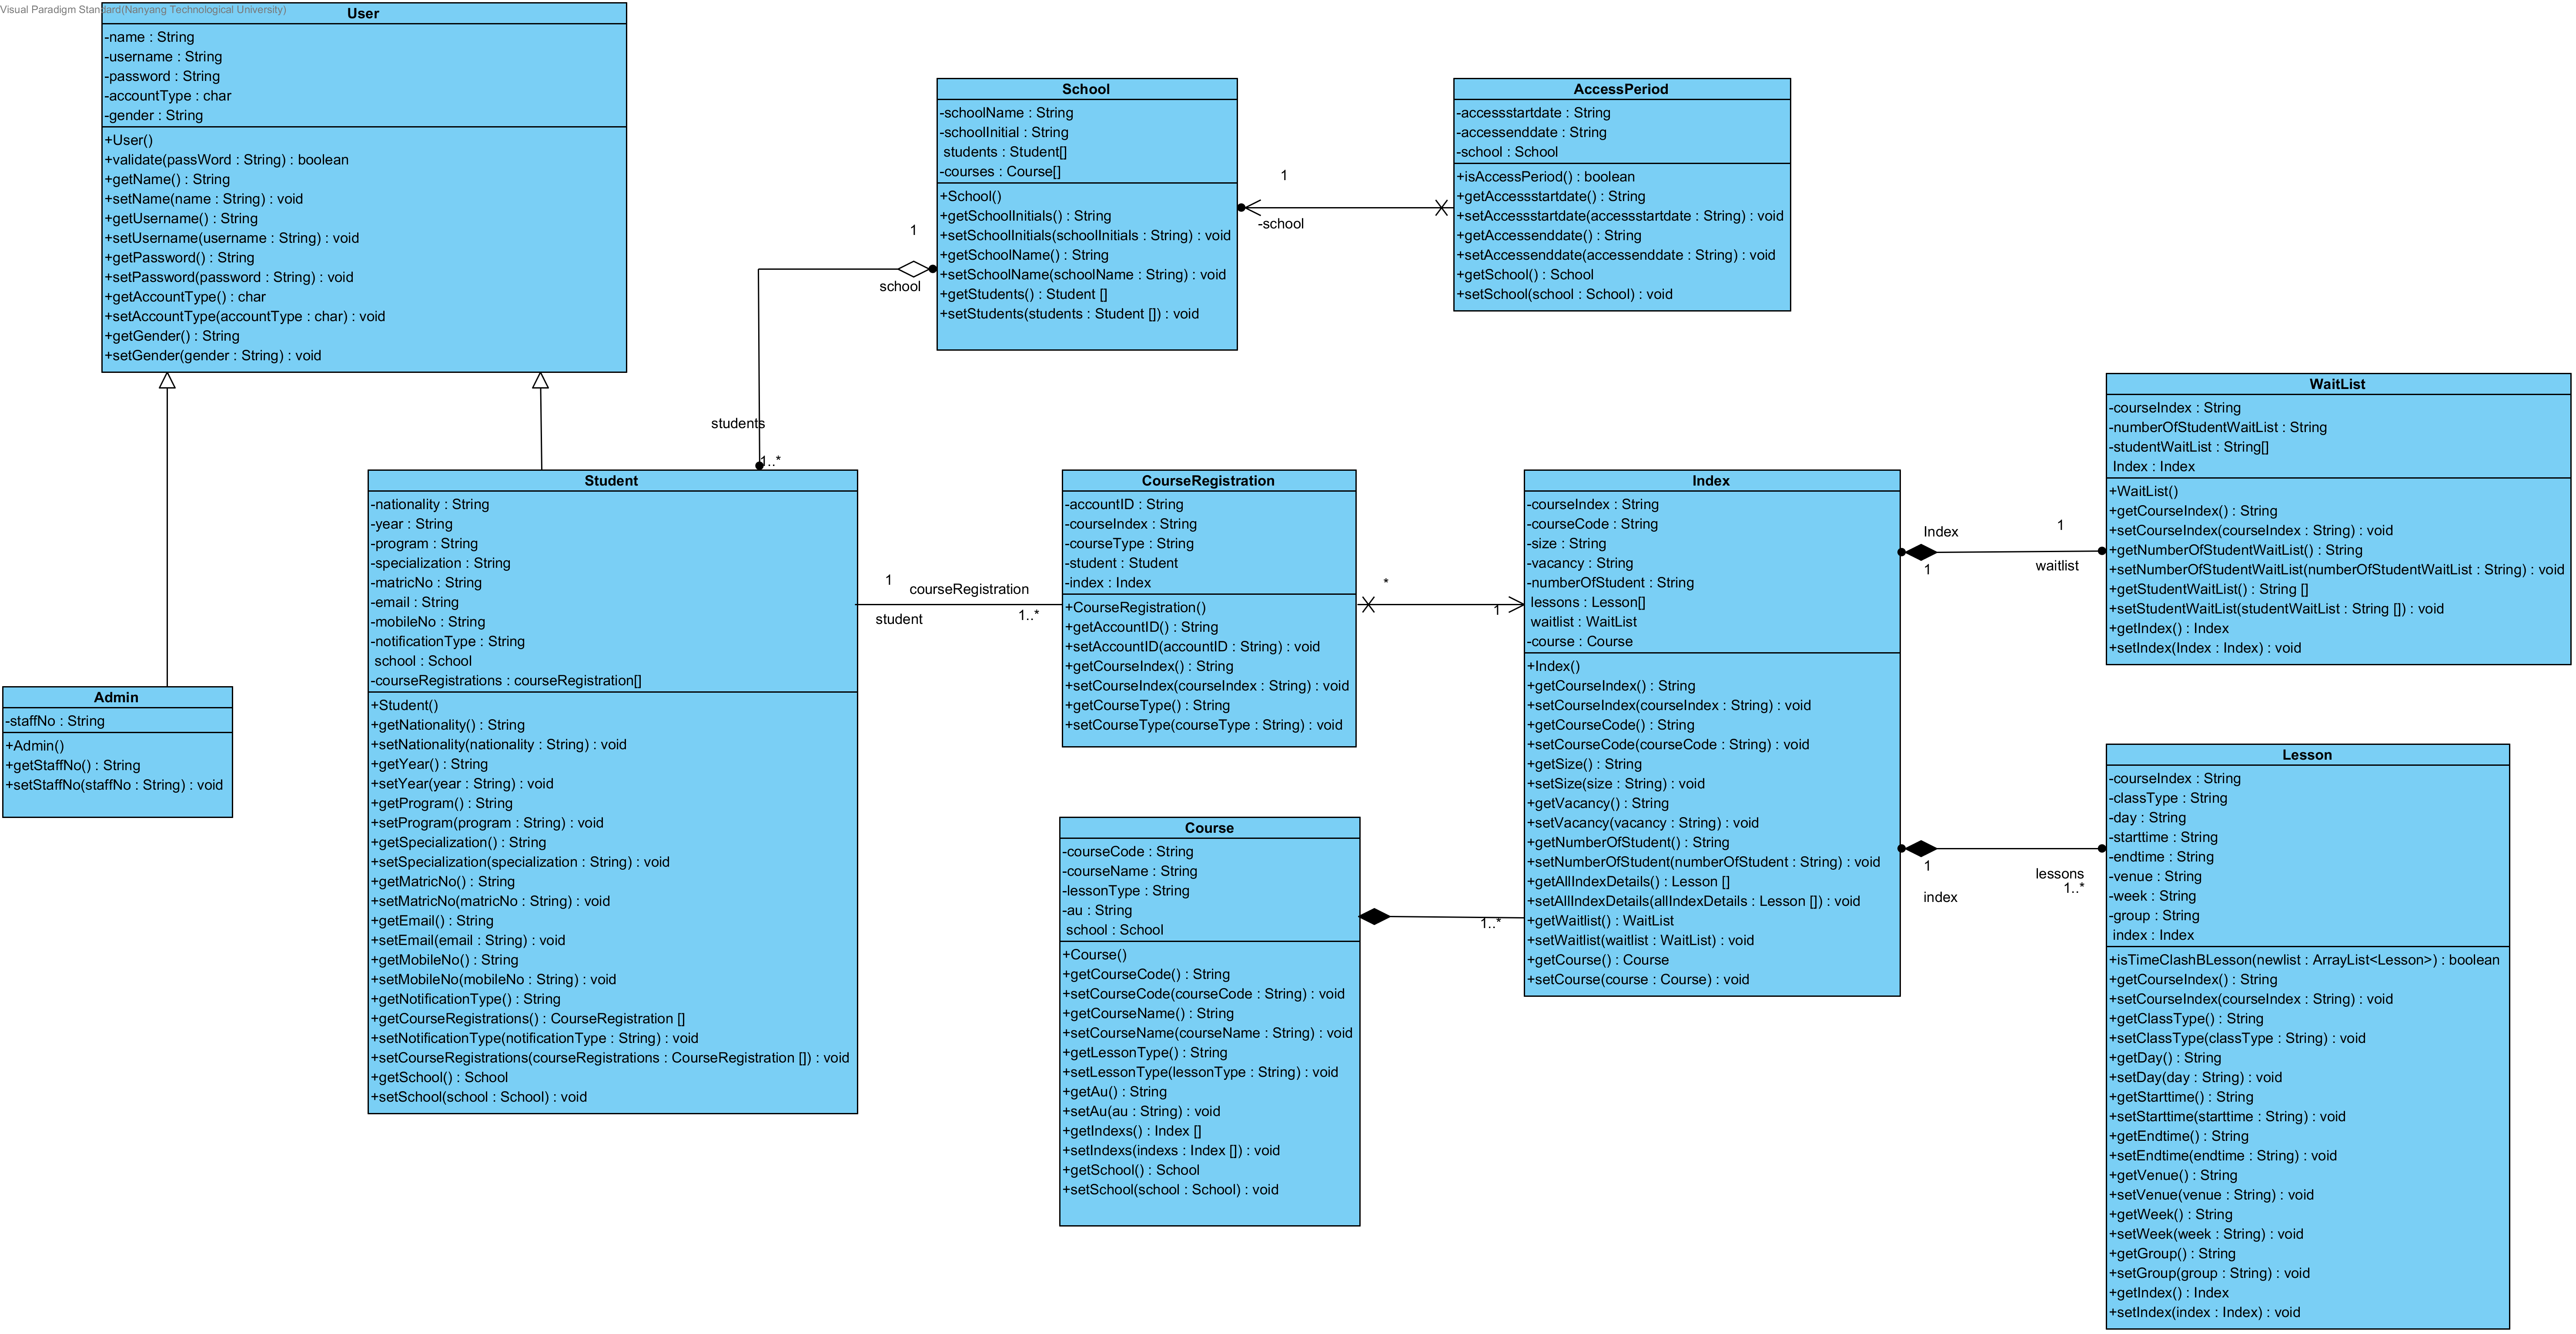 Visual Paradigm Standard(Nanyang Technological University)
User
-name : String
-username : String
-password : String
-accountType : char
-gender : String
+User()
+validate(passWord : String) : boolean
+getName() : String
+setName(name : String) : void
+getUsername() : String
+setUsername(username : String) : void
+getPassword() : String
+setPassword(password : String) : void
+getAccountType() : char
+setAccountType(accountType : char) : void
+getGender() : String
+setGender(gender : String) : void
School
-schoolName : String
-schoolInitial : String
students : Student[]
-courses : Course[]
+School()
+getSchoolInitials() : String
+setSchoolInitials(schoolInitials : String) : void
+getSchoolName() : String
+setSchoolName(schoolName : String) : void
+getStudents() : Student []
+setStudents(students : Student []) : void
AccessPeriod
-accessstartdate : String
-accessenddate : String
-school : School
+isAccessPeriod() : boolean
+getAccessstartdate() : String
+setAccessstartdate(accessstartdate : String) : void
+getAccessenddate() : String
+setAccessenddate(accessenddate : String) : void
+getSchool() : School
+setSchool(school : School) : void
1
-school
1
school
students
1..*
Admin
-staffNo : String
+Admin()
+getStaffNo() : String
+setStaffNo(staffNo : String) : void
Student
-nationality : String
-year : String
-program : String
-specialization : String
-matricNo : String
-email : String
-mobileNo : String
-notificationType : String
school : School
-courseRegistrations : courseRegistration[]
+Student()
+getNationality() : String
+setNationality(nationality : String) : void
+getYear() : String
+setYear(year : String) : void
+getProgram() : String
+setProgram(program : String) : void
+getSpecialization() : String
+setSpecialization(specialization : String) : void
+getMatricNo() : String
+setMatricNo(matricNo : String) : void
+getEmail() : String
+setEmail(email : String) : void
+getMobileNo() : String
+setMobileNo(mobileNo : String) : void
+getNotificationType() : String
+getCourseRegistrations() : CourseRegistration []
+setNotificationType(notificationType : String) : void
+setCourseRegistrations(courseRegistrations : CourseRegistration []) : void
+getSchool() : School
+setSchool(school : School) : void
1
courseRegistration
student
1..*
CourseRegistration
-accountID : String
-courseIndex : String
-courseType : String
-student : Student
-index : Index
+CourseRegistration()
+getAccountID() : String
+setAccountID(accountID : String) : void
+getCourseIndex() : String
+setCourseIndex(courseIndex : String) : void
+getCourseType() : String
+setCourseType(courseType : String) : void
*
1
Course
-courseCode : String
-courseName : String
-lessonType : String
-au : String
school : School
+Course()
+getCourseCode() : String
+setCourseCode(courseCode : String) : void
+getCourseName() : String
+setCourseName(courseName : String) : void
+getLessonType() : String
+setLessonType(lessonType : String) : void
+getAu() : String
+setAu(au : String) : void
+getIndexs() : Index []
+setIndexs(indexs : Index []) : void
+getSchool() : School
+setSchool(school : School) : void
1..*
Index
-courseIndex : String
-courseCode : String
-size : String
-vacancy : String
-numberOfStudent : String
lessons : Lesson[]
waitlist : WaitList
-course : Course
+Index()
+getCourseIndex() : String
+setCourseIndex(courseIndex : String) : void
+getCourseCode() : String
+setCourseCode(courseCode : String) : void
+getSize() : String
+setSize(size : String) : void
+getVacancy() : String
+setVacancy(vacancy : String) : void
+getNumberOfStudent() : String
+setNumberOfStudent(numberOfStudent : String) : void
+getAllIndexDetails() : Lesson []
+setAllIndexDetails(allIndexDetails : Lesson []) : void
+getWaitlist() : WaitList
+setWaitlist(waitlist : WaitList) : void
+getCourse() : Course
+setCourse(course : Course) : void
Index
1
1
waitlist
WaitList
-courseIndex : String
-numberOfStudentWaitList : String
-studentWaitList : String[]
Index : Index
+WaitList()
+getCourseIndex() : String
+setCourseIndex(courseIndex : String) : void
+getNumberOfStudentWaitList() : String
+setNumberOfStudentWaitList(numberOfStudentWaitList : String) : void
+getStudentWaitList() : String []
+setStudentWaitList(studentWaitList : String []) : void
+getIndex() : Index
+setIndex(Index : Index) : void
1
index
lessons
1..*
Lesson
-courseIndex : String
-classType : String
-day : String
-starttime : String
-endtime : String
-venue : String
-week : String
-group : String
index : Index
+isTimeClashBLesson(newlist : ArrayList<Lesson>) : boolean
+getCourseIndex() : String
+setCourseIndex(courseIndex : String) : void
+getClassType() : String
+setClassType(classType : String) : void
+getDay() : String
+setDay(day : String) : void
+getStarttime() : String
+setStarttime(starttime : String) : void
+getEndtime() : String
+setEndtime(endtime : String) : void
+getVenue() : String
+setVenue(venue : String) : void
+getWeek() : String
+setWeek(week : String) : void
+getGroup() : String
+setGroup(group : String) : void
+getIndex() : Index
+setIndex(index : Index) : void